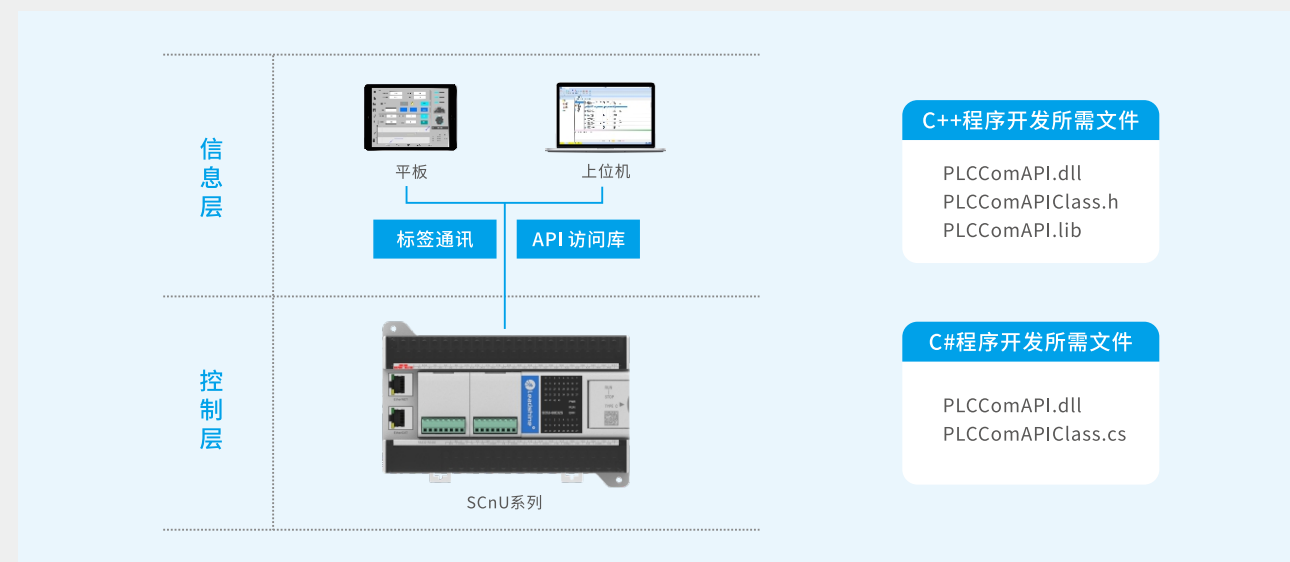 信息层
平板
上位机
标签通讯
API 访问库
控制层
Leadshine
SCnU系列
C++程序开发所需文件
PLCComAPI.dll
PLCComAPIClass.h
PLCComAPI.lib
C#程序开发所需文件
PLCComAPI.dll
PLCComAPIClass.cs